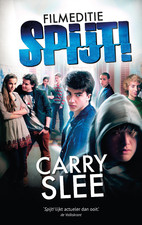 FILMEDITIE
SPIJT!
CARRY
SLEE
'Spijt! lijkt actueler dan ooit.'
de Volkskrant